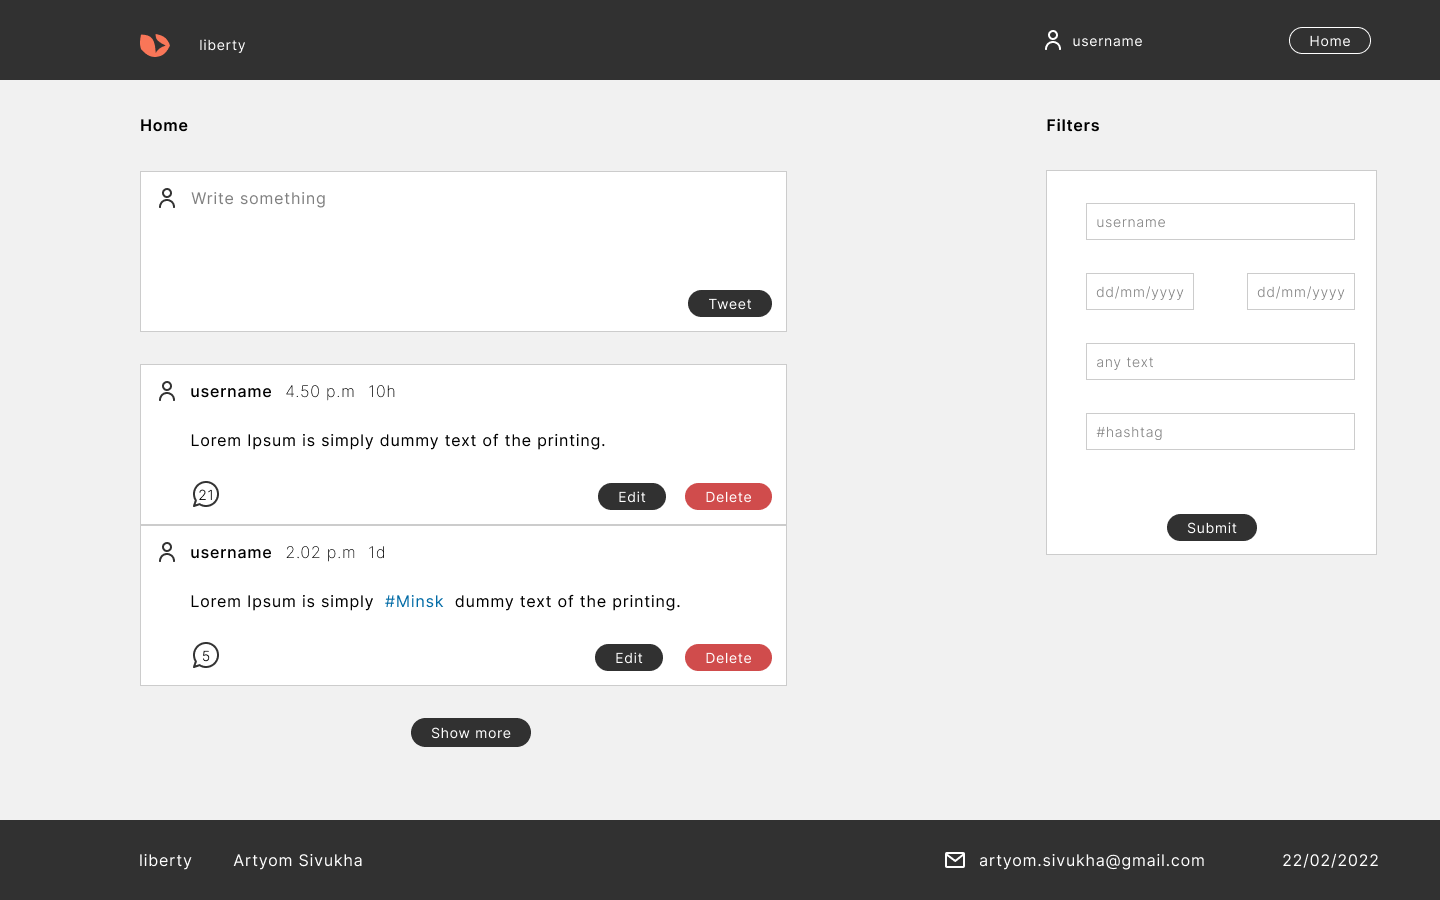 liberty
username
Home
Home
Write something
Tweet
username 4.50 p.m 10h
Lorem Ipsum is simply dummy text of the printing.
21
Edit
Delete
username 2.02 p.m 1d
Lorem Ipsum is simply #Minsk dummy text of the printing.
5
Edit
Delete
Show more
Filters
username
dd/mm/yyyy dd/mm/yyyy
any text
#hashtag
Submit
liberty Artyom Sivukha artyom.sivukha@gmail.com 22/02/2022